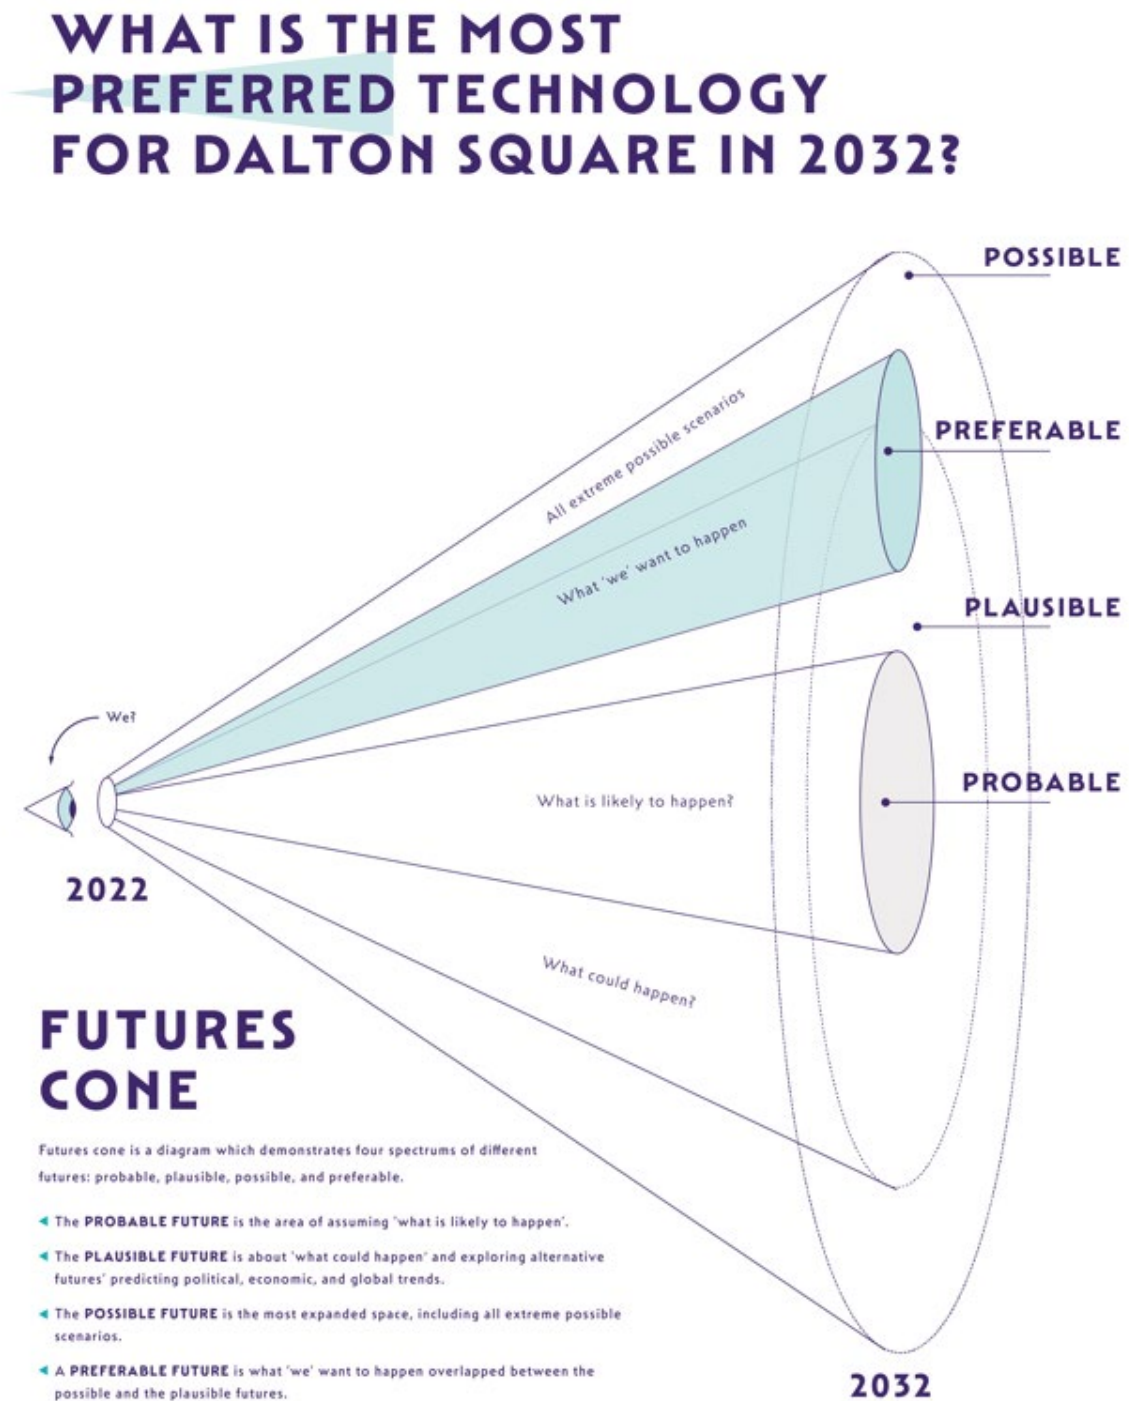 WHAT IS THE MOST
PREFERRED TECHNOLOGY
FOR DALTON SQUARE IN 2032?
POSSIBLE
All extreme possible scenarios
PREFERABLE
What 'we' want to happen
PLAUSIBLE
We?
PROBABLE
What is likely to happen?
2022
What could happen?
FUTURES
CONE
Futures cone is a diagram which demonstrates four spectrums of different
futures: probable, plausible, possible, and preferable.
The PROBABLE FUTURE is the area of assuming 'what is likely to happen'.
The PLAUSIBLE FUTURE is about 'what could happen' and exploring alternative
futures' predicting political, economic, and global trends.
The POSSIBLE FUTURE is the most expanded space, including all extreme possible
scenarios.
A PREFERABLE FUTURE is what 'we' want to happen overlapped between the
possible and the plausible futures.
2032